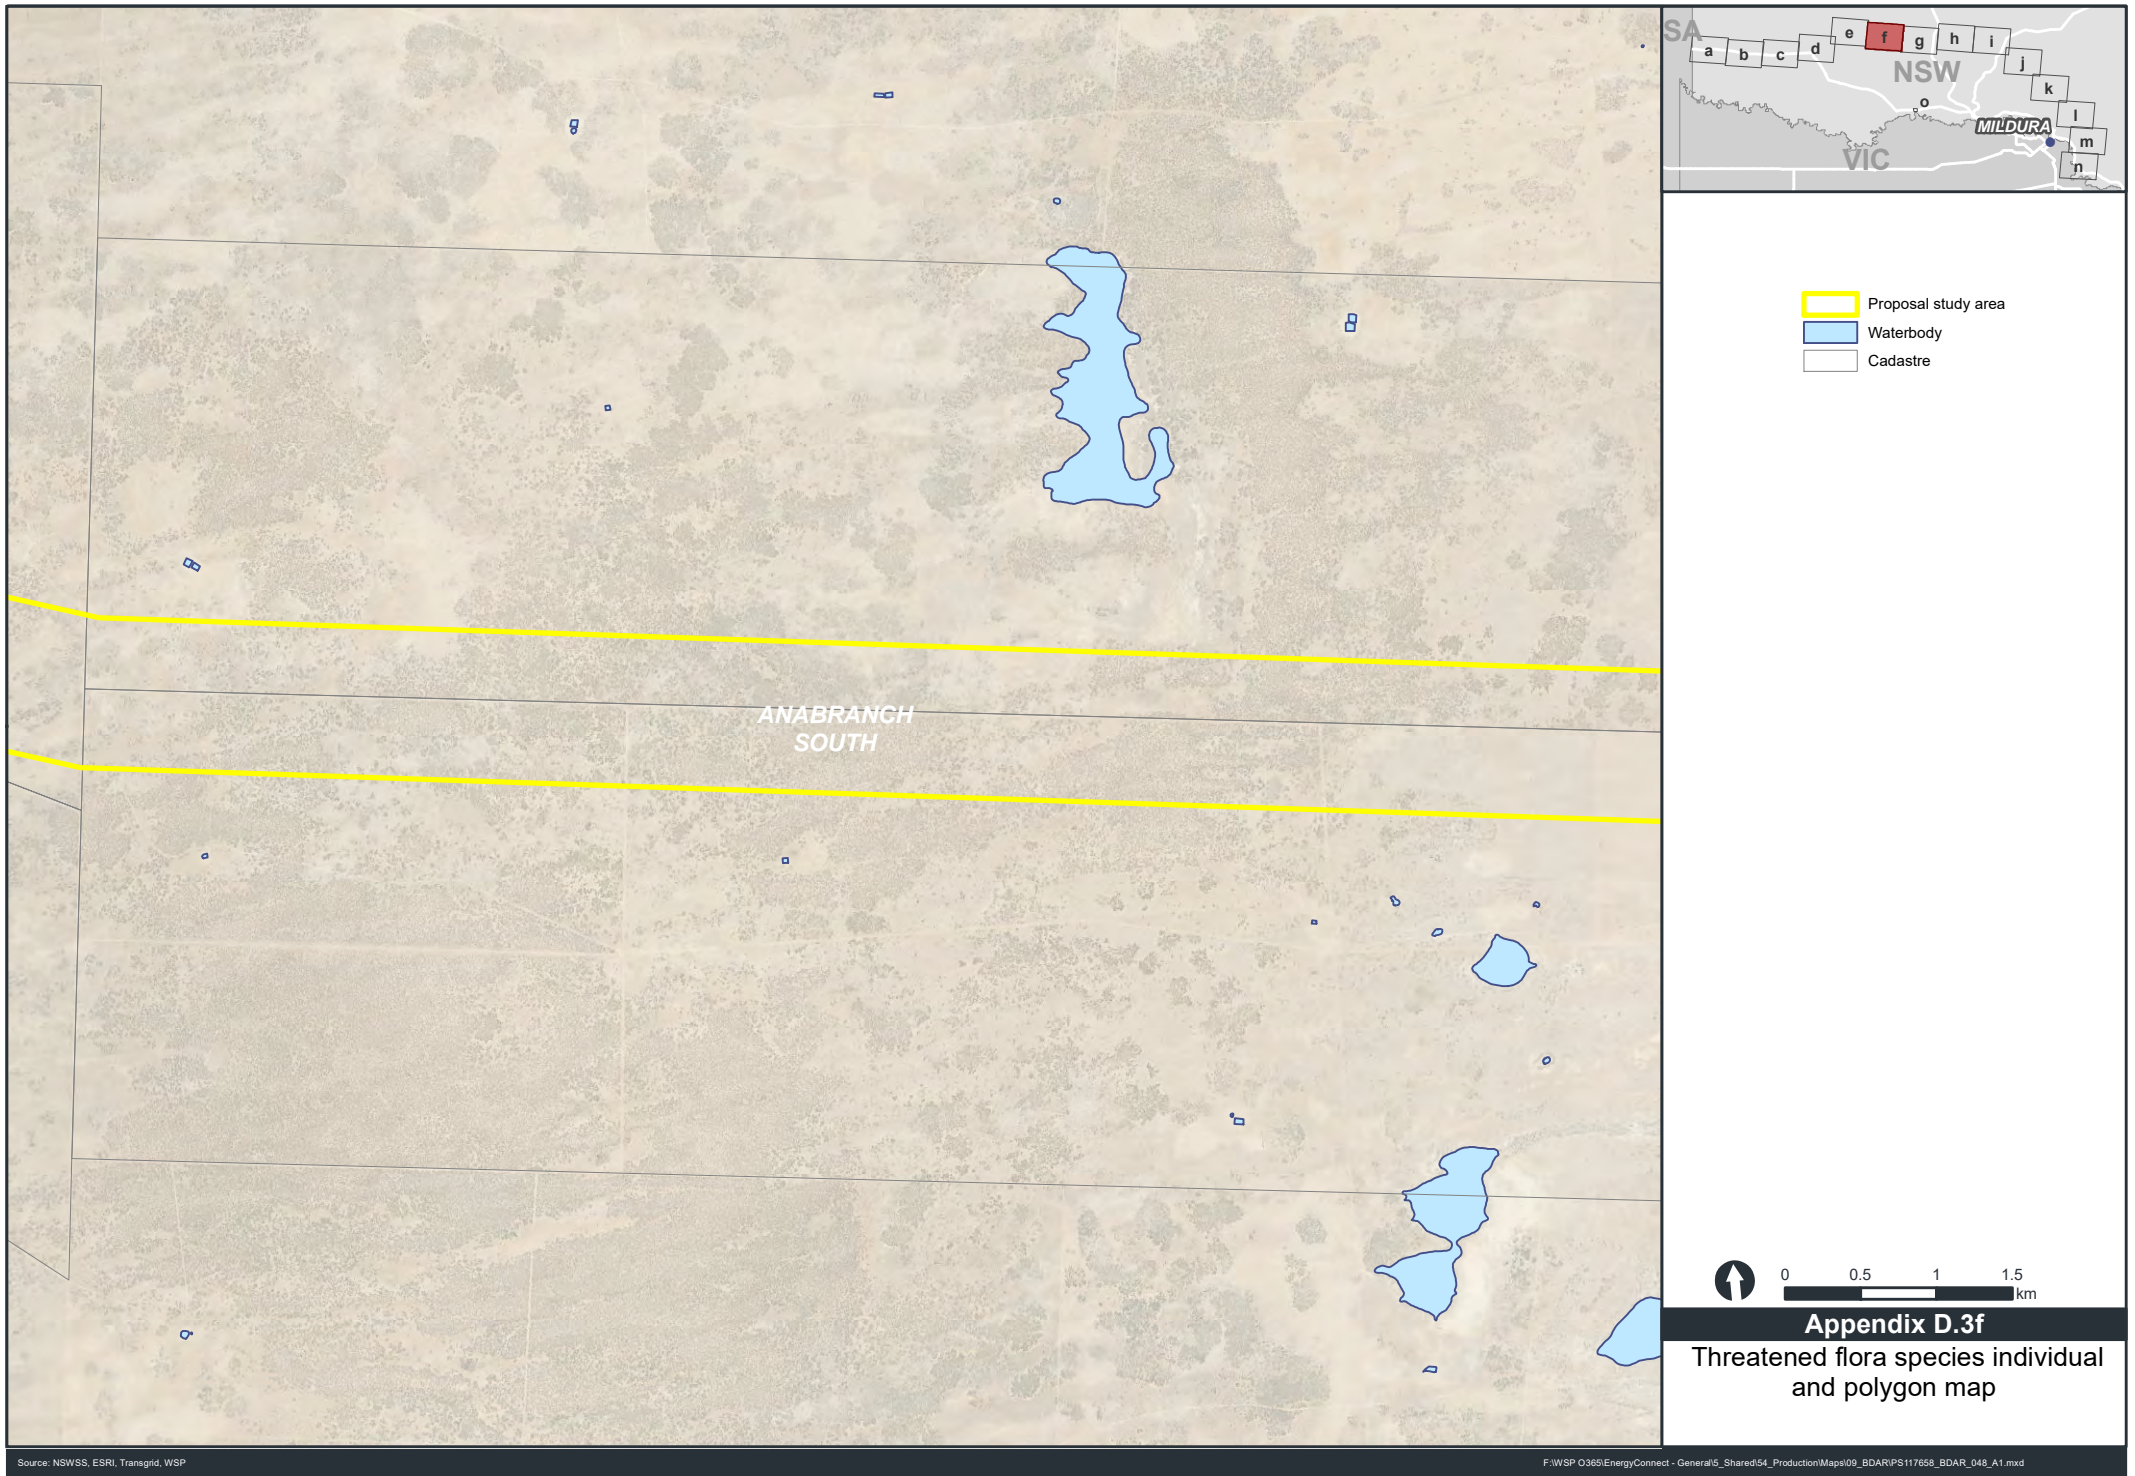 SA
a
b
c
d
e
f
g
h
i
j
k
l
m
n
o
NSW
MILDURA
VIC
Proposal study area
Waterbody
Cadastre
ANABRANCH
SOUTH
0 0.5 1 1.5
km
Appendix D.3f
Threatened flora species individual
and polygon map
Source: NSWSS, ESRI, Transgrid, WSP
F:\WSP O365\EnergyConnect - General\5_Shared\54_Production\Maps\09_BDAR\PS117658_BDAR_048_A1.mxd